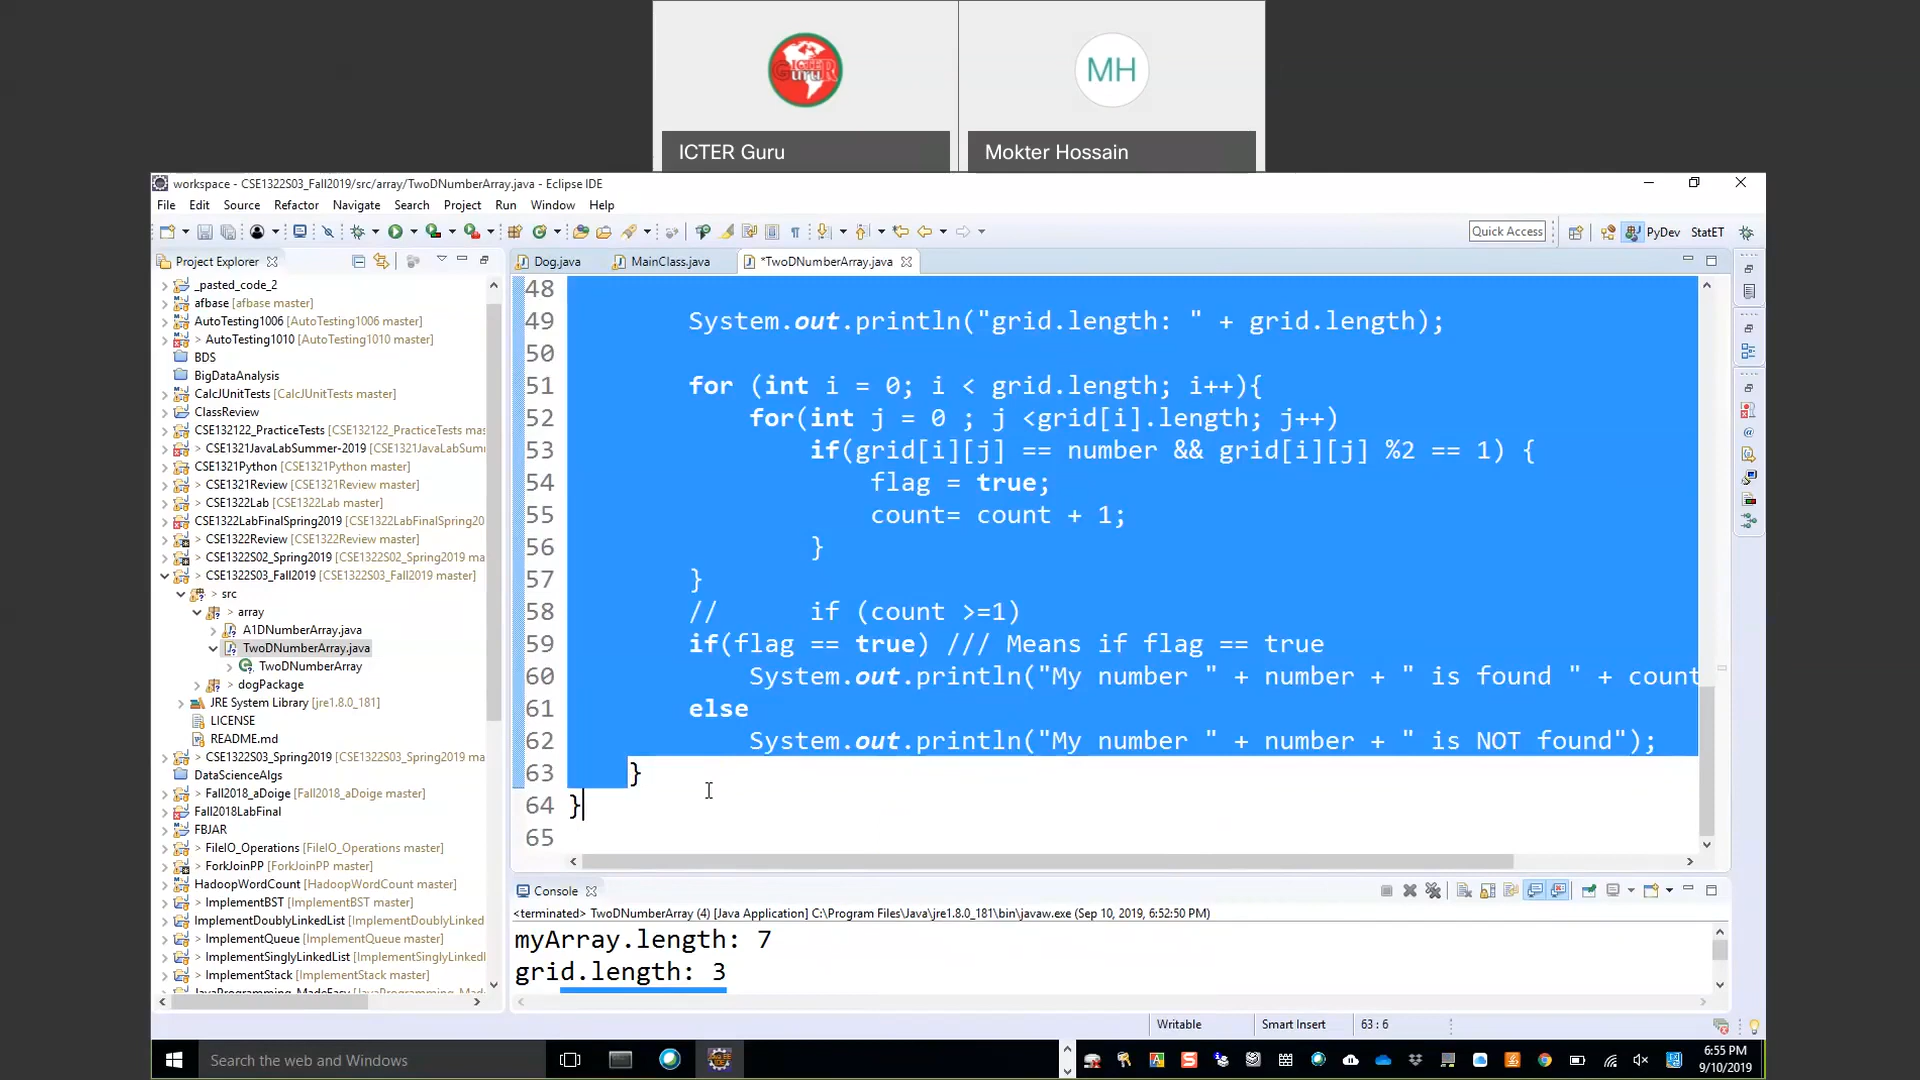 MH
ICTER Guru
Mokter Hossain
workspace - CSE1322S03_Fall2019/src/array/TwoDNumberArray.java - Eclipse IDE
File Edit Source Refactor Navigate Search Project Run Window Help
Quick Access
PyDev
StatET
Project Explorer
Dog.java
MainClass.java
*TwoDNumberArray.java
_pasted_code_2
afbase [afbase master]
AutoTesting1006 [AutoTesting1006 master]
> AutoTesting1010 [AutoTesting1010 master]
BDS
BigDataAnalysis
CalcJUnitTests [CalcJUnitTests master]
ClassReview
CSE132122_PracticeTests [CSE132122_PracticeTests mas
> CSE1321JavaLabSummer-2019 [CSE1321JavaLabSumm
CSE1321Python [CSE1321Python master]
> CSE1321Review [CSE1321Review master]
> CSE1322Lab [CSE1322Lab master]
CSE1322LabFinalSpring2019 [CSE1322LabFinalSpring20
> CSE1322Review [CSE1322Review master]
> CSE1322S02_Spring2019 [CSE1322S02_Spring2019 ma
> CSE1322S03_Fall2019 [CSE1322S03_Fall2019 master]
> src
> array
A1DNumberArray.java
TwoDNumberArray.java
TwoDNumberArray
> dogPackage
JRE System Library [jre1.8.0_181]
LICENSE
README.md
> CSE1322S03_Spring2019 [CSE1322S03_Spring2019 mas
DataScienceAlgs
> Fall2018_aDoige [Fall2018_aDoige master]
Fall2018LabFinal
FBJAR
> FileIO_Operations [FileIO_Operations master]
> ForkJoinPP [ForkJoinPP master]
HadoopWordCount [HadoopWordCount master]
> ImplementBST [ImplementBST master]
ImplementDoublyLinkedList [ImplementDoublyLinked
> ImplementQueue [ImplementQueue master]
> ImplementSinglyLinkedList [ImplementSinglyLinkedl
> ImplementStack [ImplementStack master]
48
49 System.out.println("grid.length: " + grid.length);
50
51 for (int i = 0; i < grid.length; i++){
52 for(int j = 0 ; j <grid[i].length; j++)
53 if(grid[i][j] == number && grid[i][j] %2 == 1) {
54 flag = true;
55 count= count + 1;
56 }
57 }
58 // if (count >=1)
59 if(flag == true) /// Means if flag == true
60 System.out.println("My number " + number + " is found " + count
61 else
62 System.out.println("My number " + number + " is NOT found");
63 }
64 }
65
Console
<terminated> TwoDNumberArray (4) [Java Application] C:\Program Files\Java\jre1.8.0_181\bin\javaw.exe (Sep 10, 2019, 6:52:50 PM)
myArray.length: 7
grid.length: 3
Writable
Smart Insert
63 : 6
Search the web and Windows
6:55 PM
9/10/2019